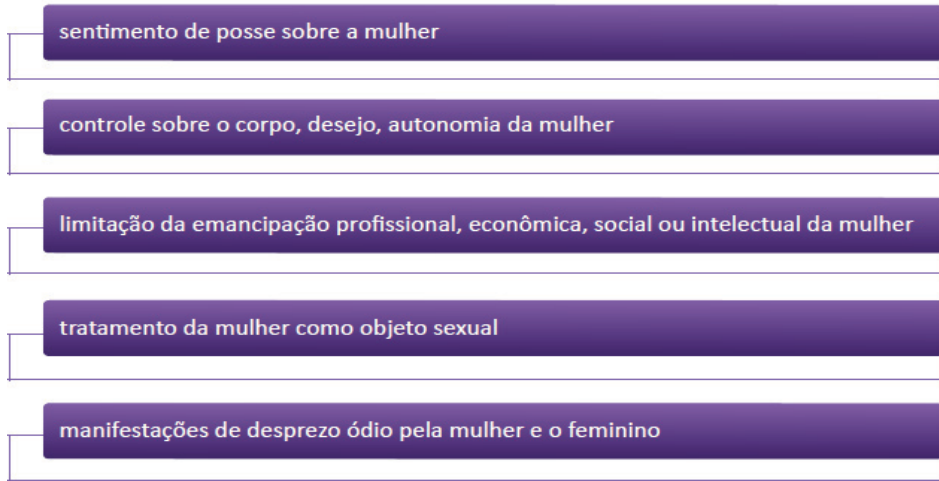 sentimento de posse sobre a mulher
controle sobre o corpo, desejo, autonomia da mulher
limitação da emancipação profissional, econômica, social ou intelectual da mulher
tratamento da mulher como objeto sexual
manifestações de desprezo ódio pela mulher e o feminino